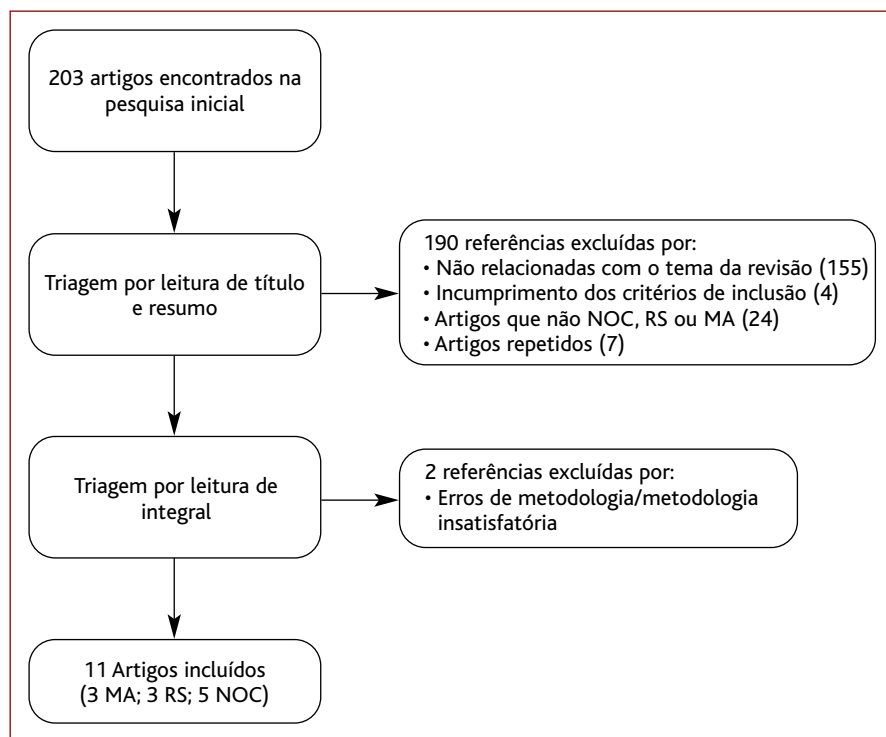 203 artigos encontrados na
pesquisa inicial
Triagem por leitura de título
e resumo
190 referências excluídas por:
• Não relacionadas com o tema da revisão (155)
• Incumprimento dos critérios de inclusão (4)
• Artigos que não NOC, RS ou MA (24)
• Artigos repetidos (7)
Triagem por leitura de
integral
2 referências excluídas por:
• Erros de metodologia/metodologia
insatisfatória
11 Artigos incluídos
(3 MA; 3 RS; 5 NOC)